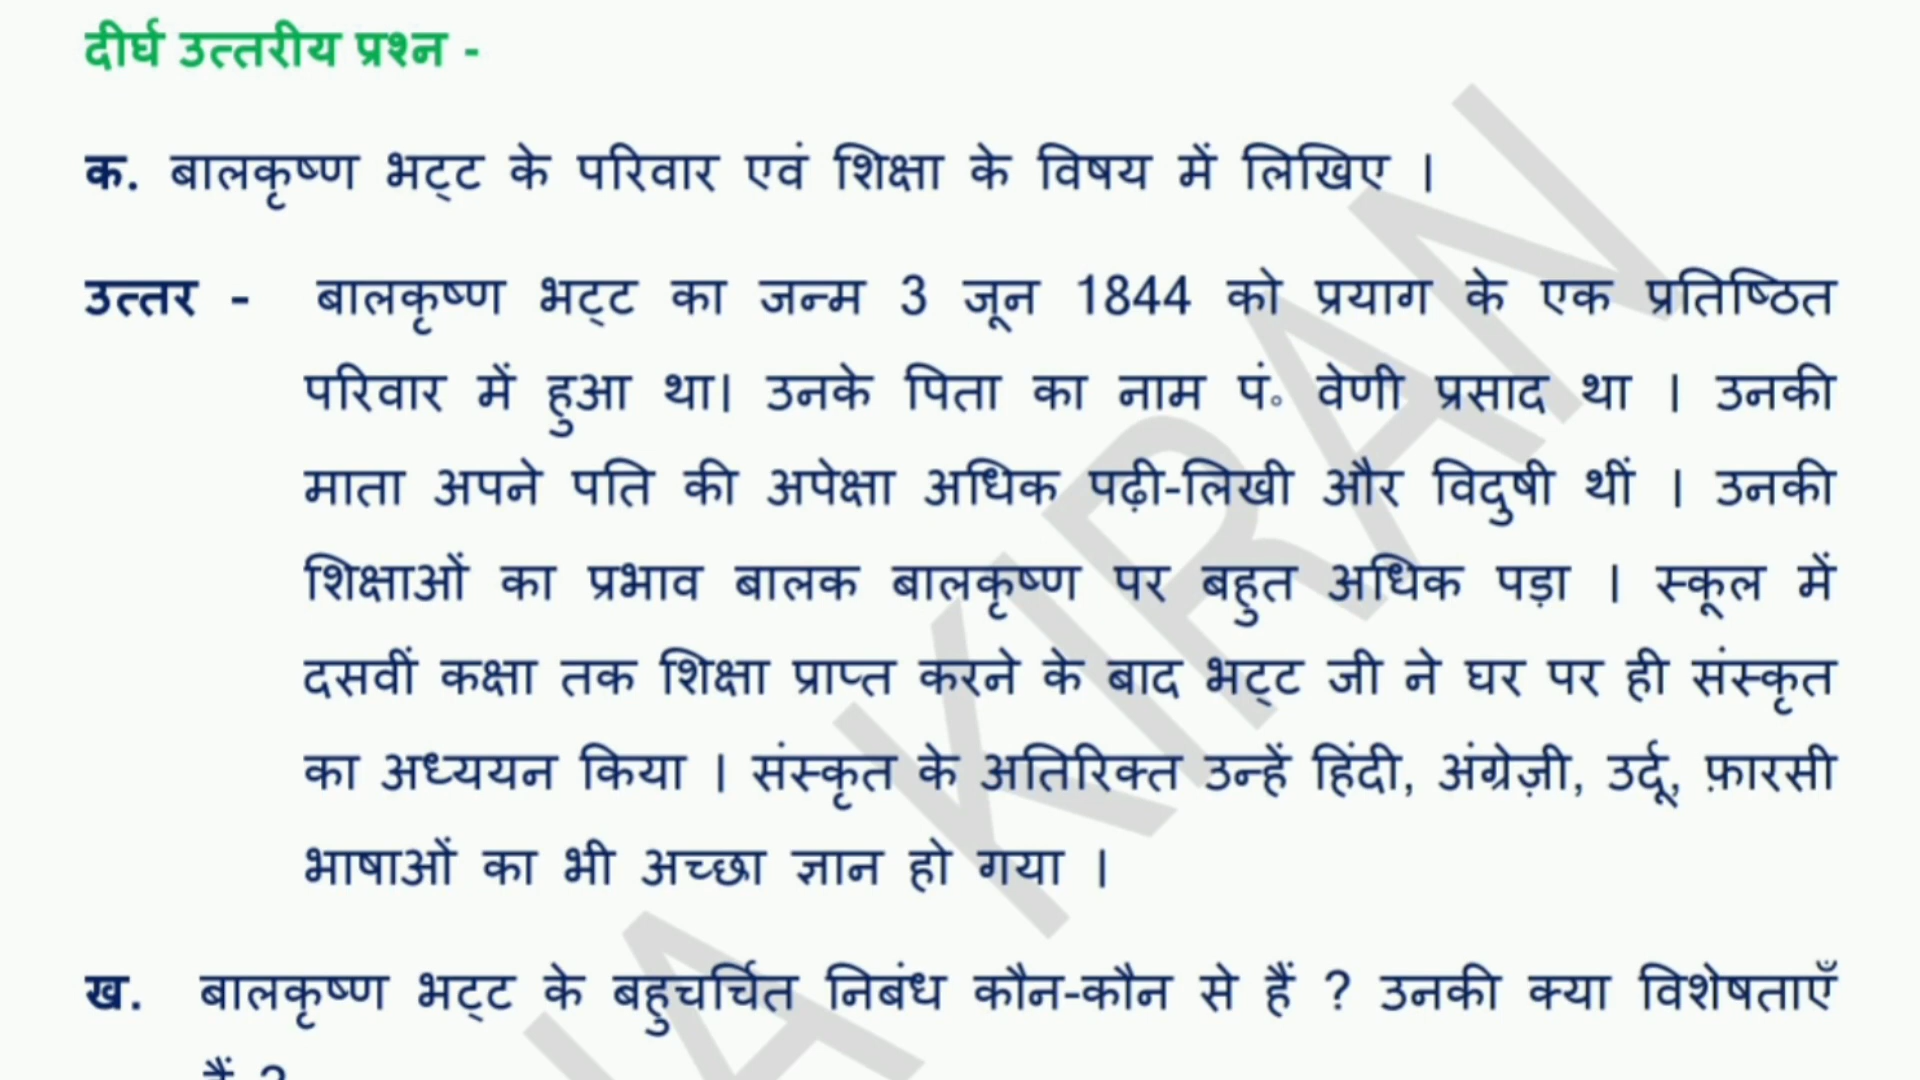 दीर्घ उत्तरीय प्रश्न -
क. बालकृष्ण भट्ट के परिवार एवं शिक्षा के विषय में लिखिए ।
उत्तर - बालकृष्ण भट्ट का जन्म 3 जून 1844 को प्रयाग के एक प्रतिष्ठित
परिवार में हुआ था। उनके पिता का नाम पं॰ वेणी प्रसाद था । उनकी
माता अपने पति की अपेक्षा अधिक पढ़ी-लिखी और विदुषी थीं । उनकी
शिक्षाओं का प्रभाव बालक बालकृष्ण पर बहुत अधिक पड़ा । स्कूल में
दसवीं कक्षा तक शिक्षा प्राप्त करने के बाद भट्ट जी ने घर पर ही संस्कृत
का अध्ययन किया । संस्कृत के अतिरिक्त उन्हें हिंदी, अंग्रेज़ी, उर्दू, फ़ारसी
भाषाओं का भी अच्छा ज्ञान हो गया ।
ख. बालकृष्ण भट्ट के बहुचर्चित निबंध कौन-कौन से हैं ? उनकी क्या विशेषताएँ
हैं ?
KIRAN